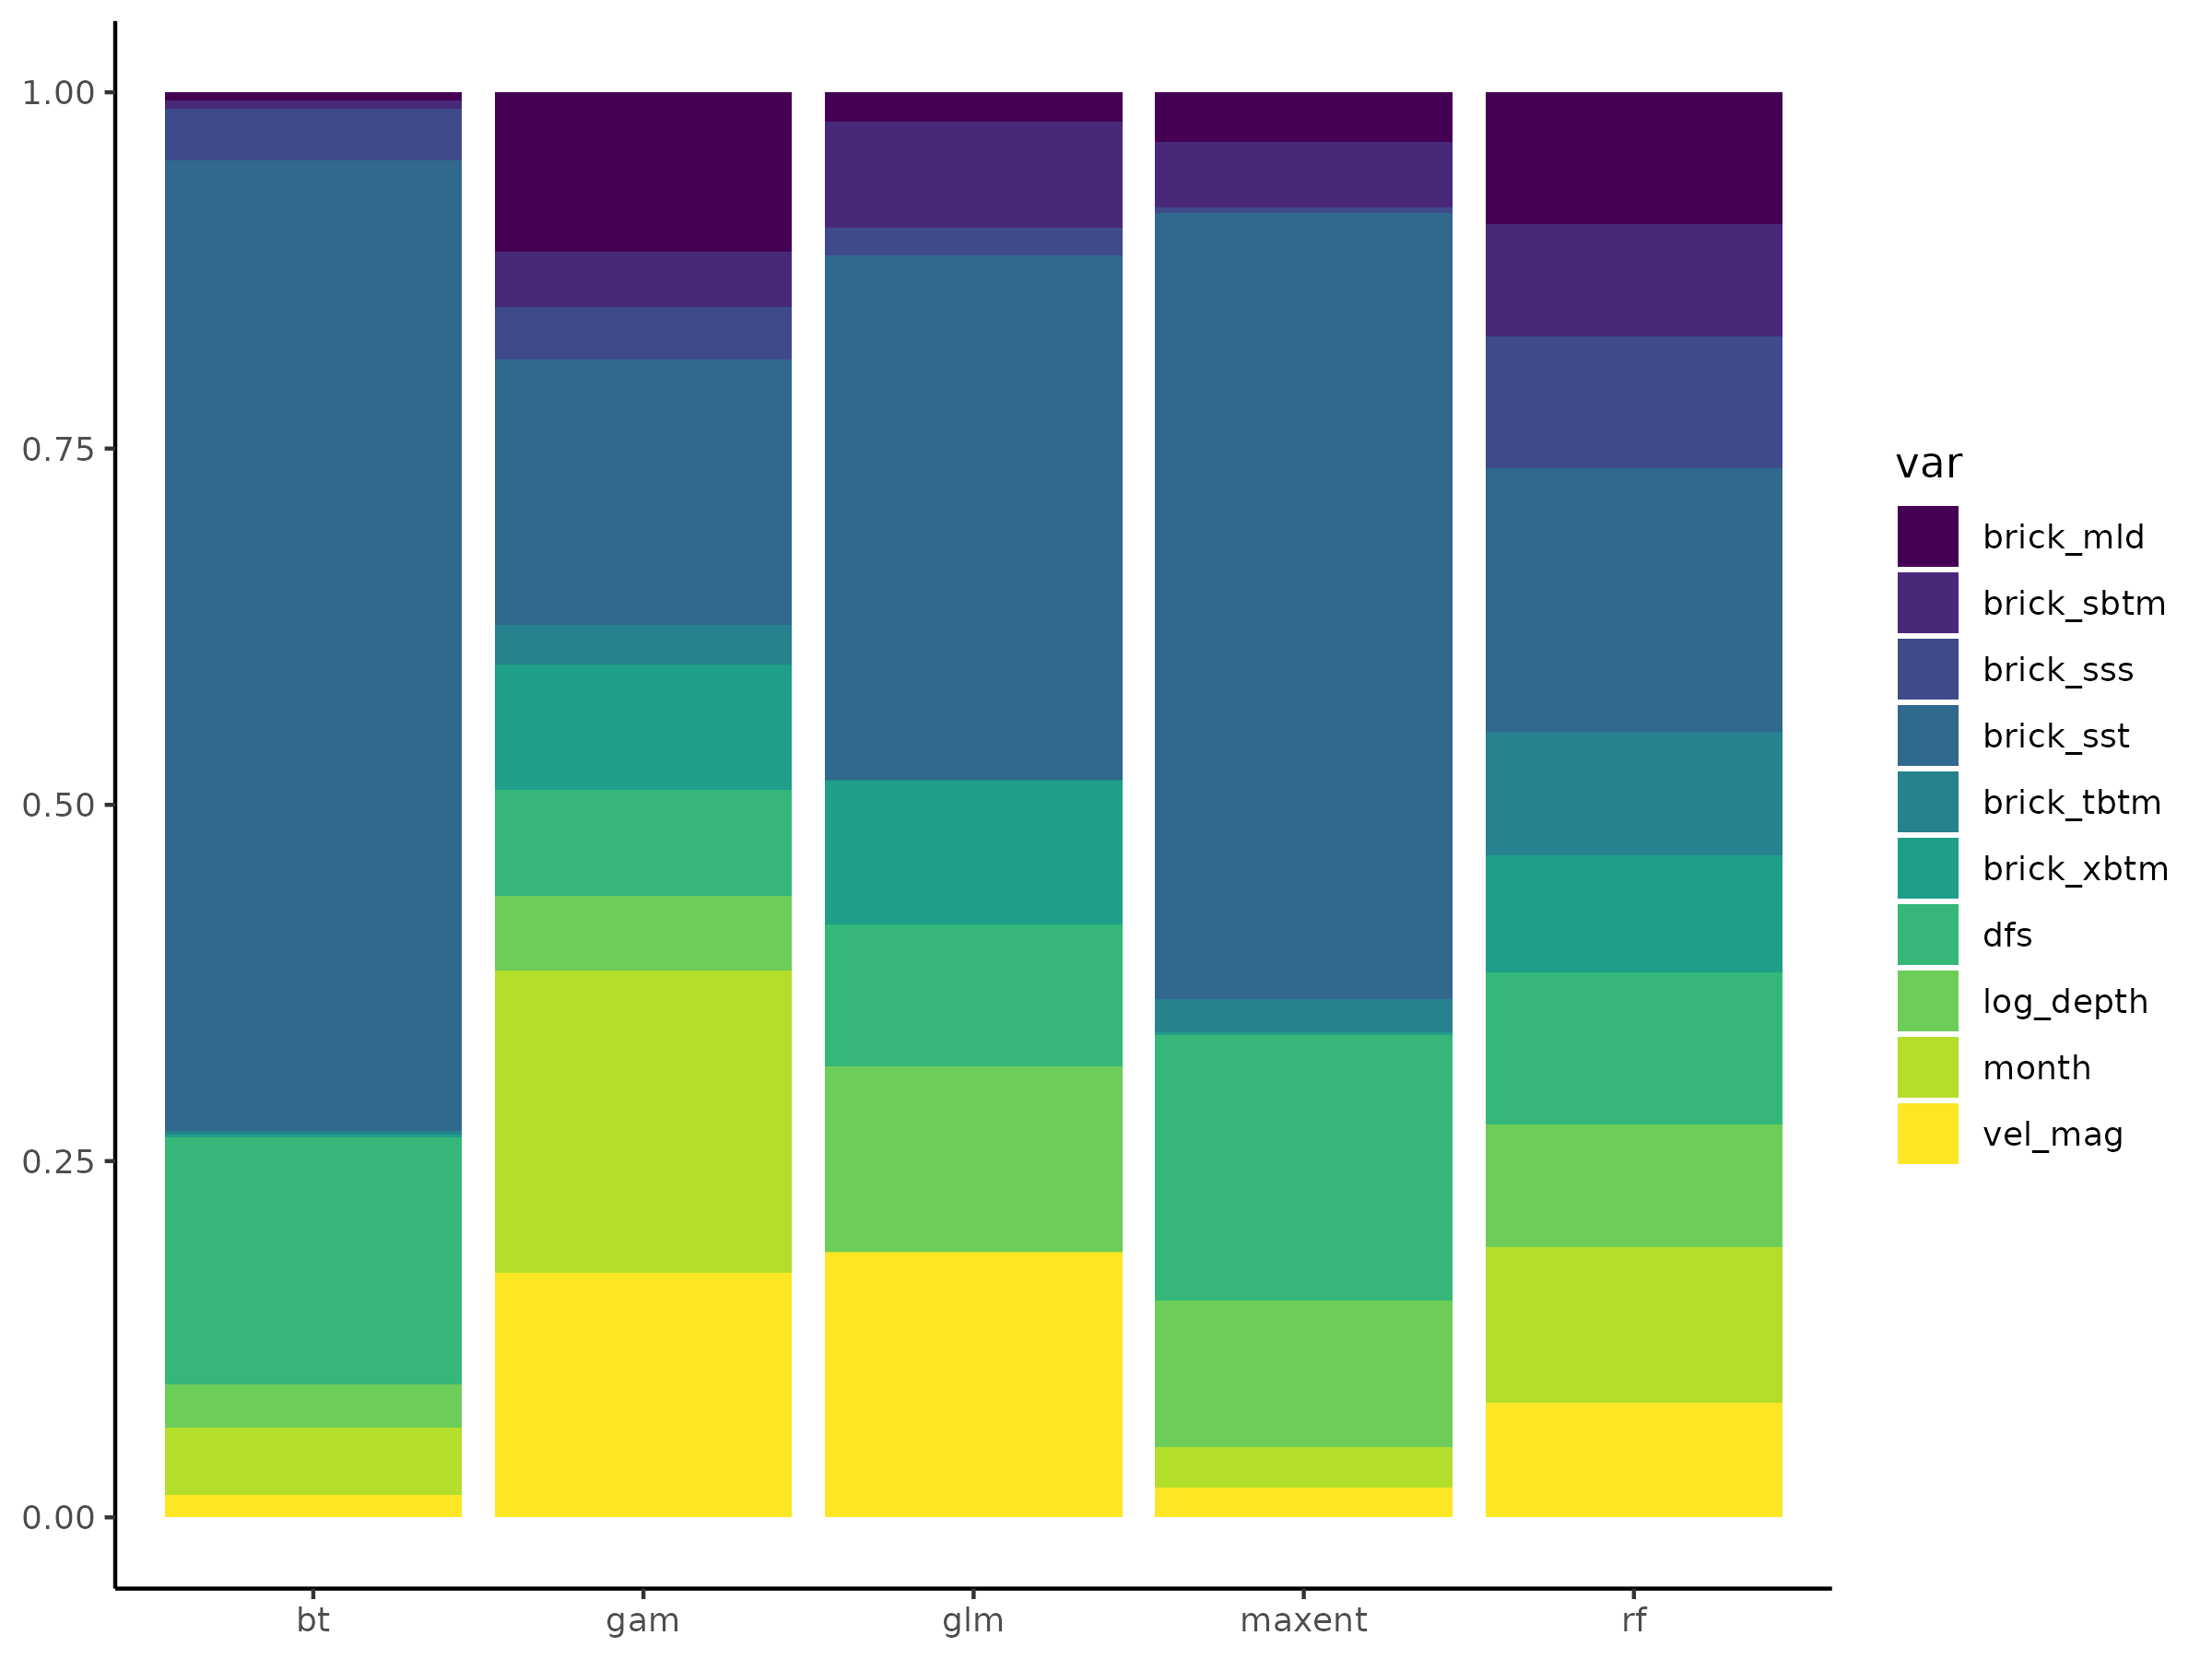 1.00
0.75
0.50
0.25
0.00
bt
gam
glm
maxent
rf
var
brick_mld
brick_sbtm
brick_sss
brick_sst
brick_tbtm
brick_xbtm
dfs
log_depth
month
vel_mag